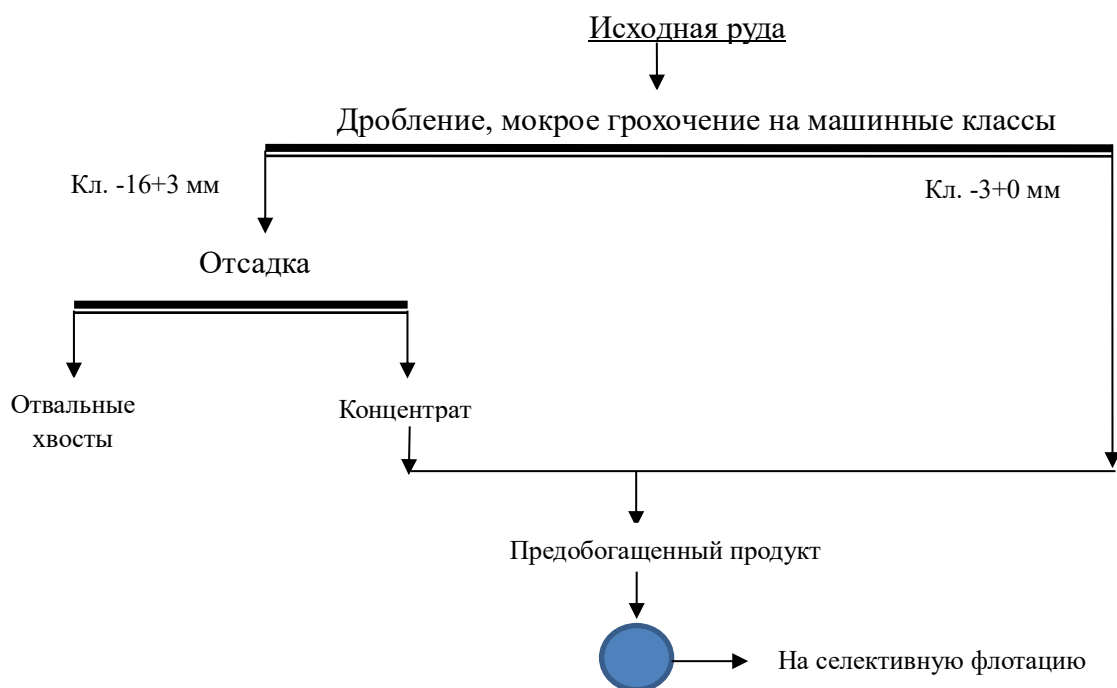 Исходная руда
Дробление, мокрое грохочение на машинные классы
Кл. -16+3 мм
Кл. -3+0 мм
Отсадка
Отвальные
хвосты
Концентрат
Предобогащенный продукт
На селективную флотацию